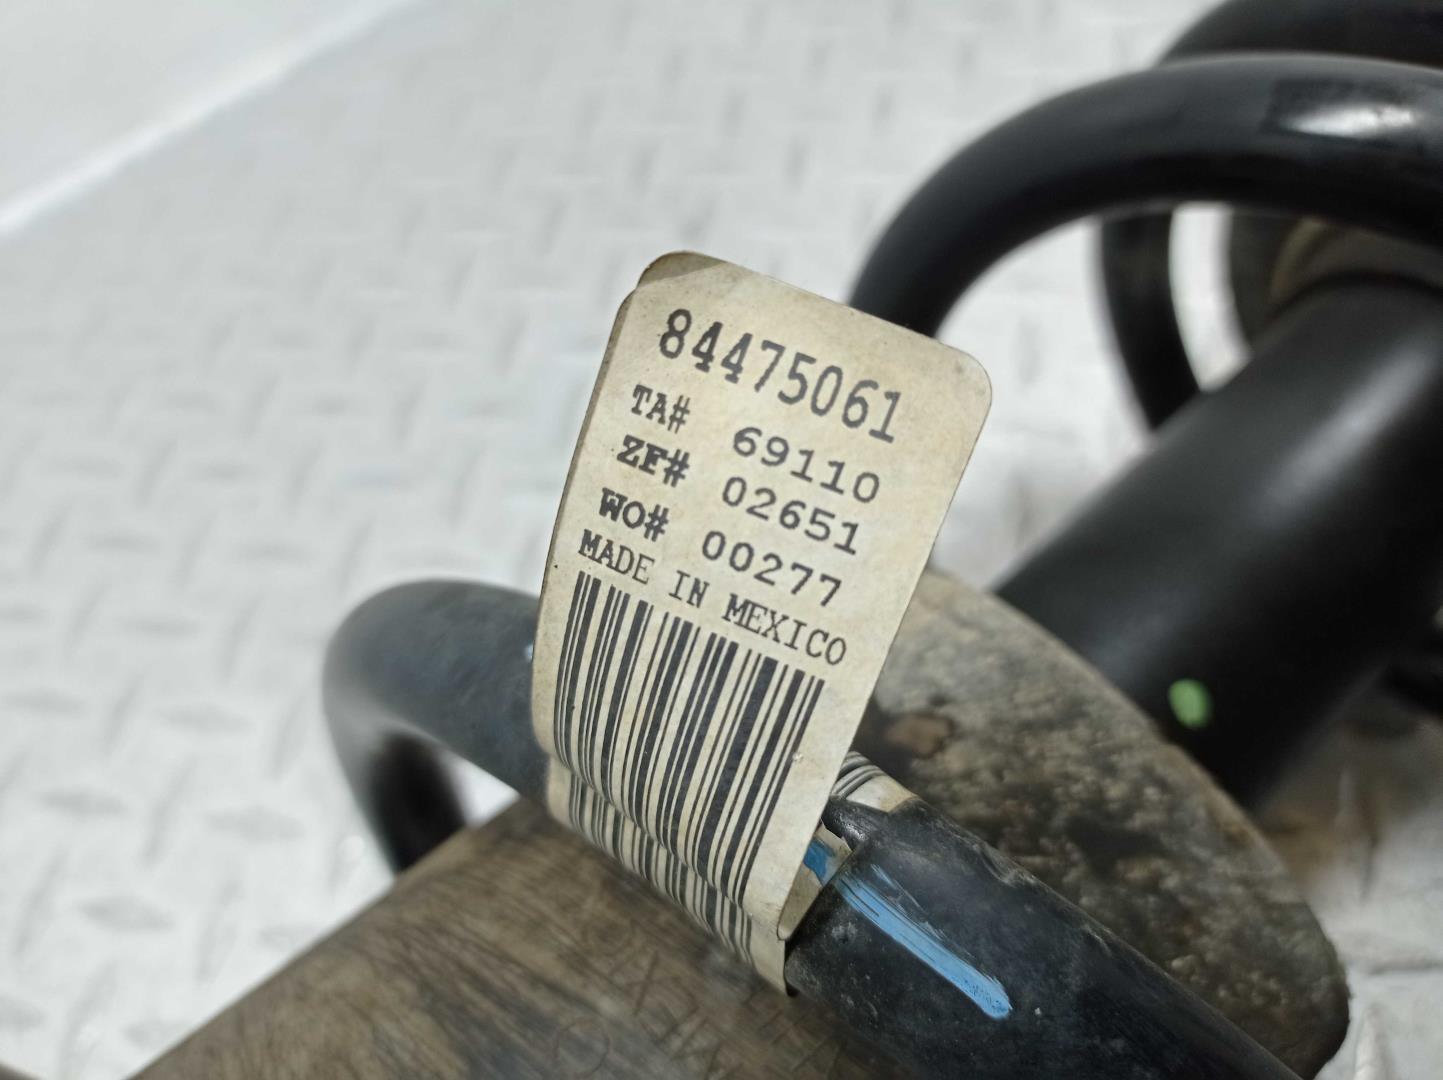 84475061
TA# 69110
ZF# 02651
WO# 00277
MADE IN MEXICO